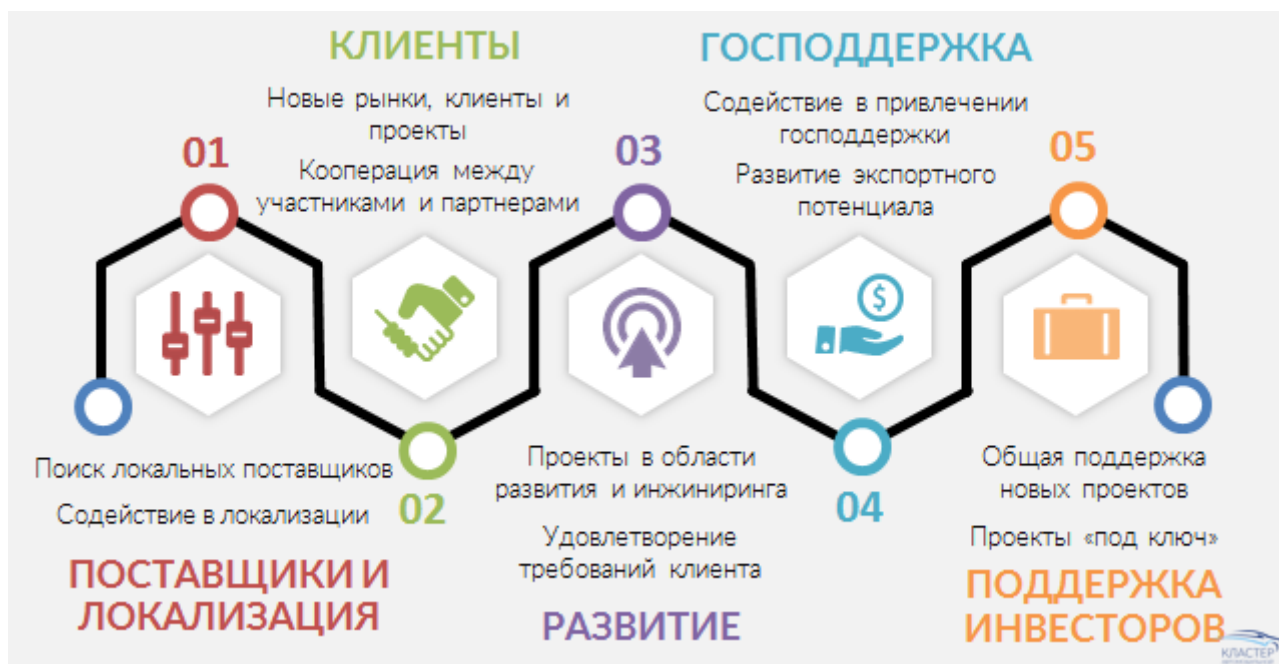 01
Поиск локальных поставщиков
Содействие в локализации
ПОСТАВЩИКИ И
ЛОКАЛИЗАЦИЯ
КЛИЕНТЫ
Новые рынки, клиенты и
проекты
Кооперация между
участниками и партнерами
02
03
Проекты в области
развития и инжиниринга
Удовлетворение
требований клиента
РАЗВИТИЕ
ГОСПОДДЕРЖКА
Содействие в привлечении
господдержки
Развитие экспортного
потенциала
$
04
05
Общая поддержка
новых проектов
Проекты «под ключ»
ПОДДЕРЖКА
ИНВЕСТОРОВ
КЛАСТЕР